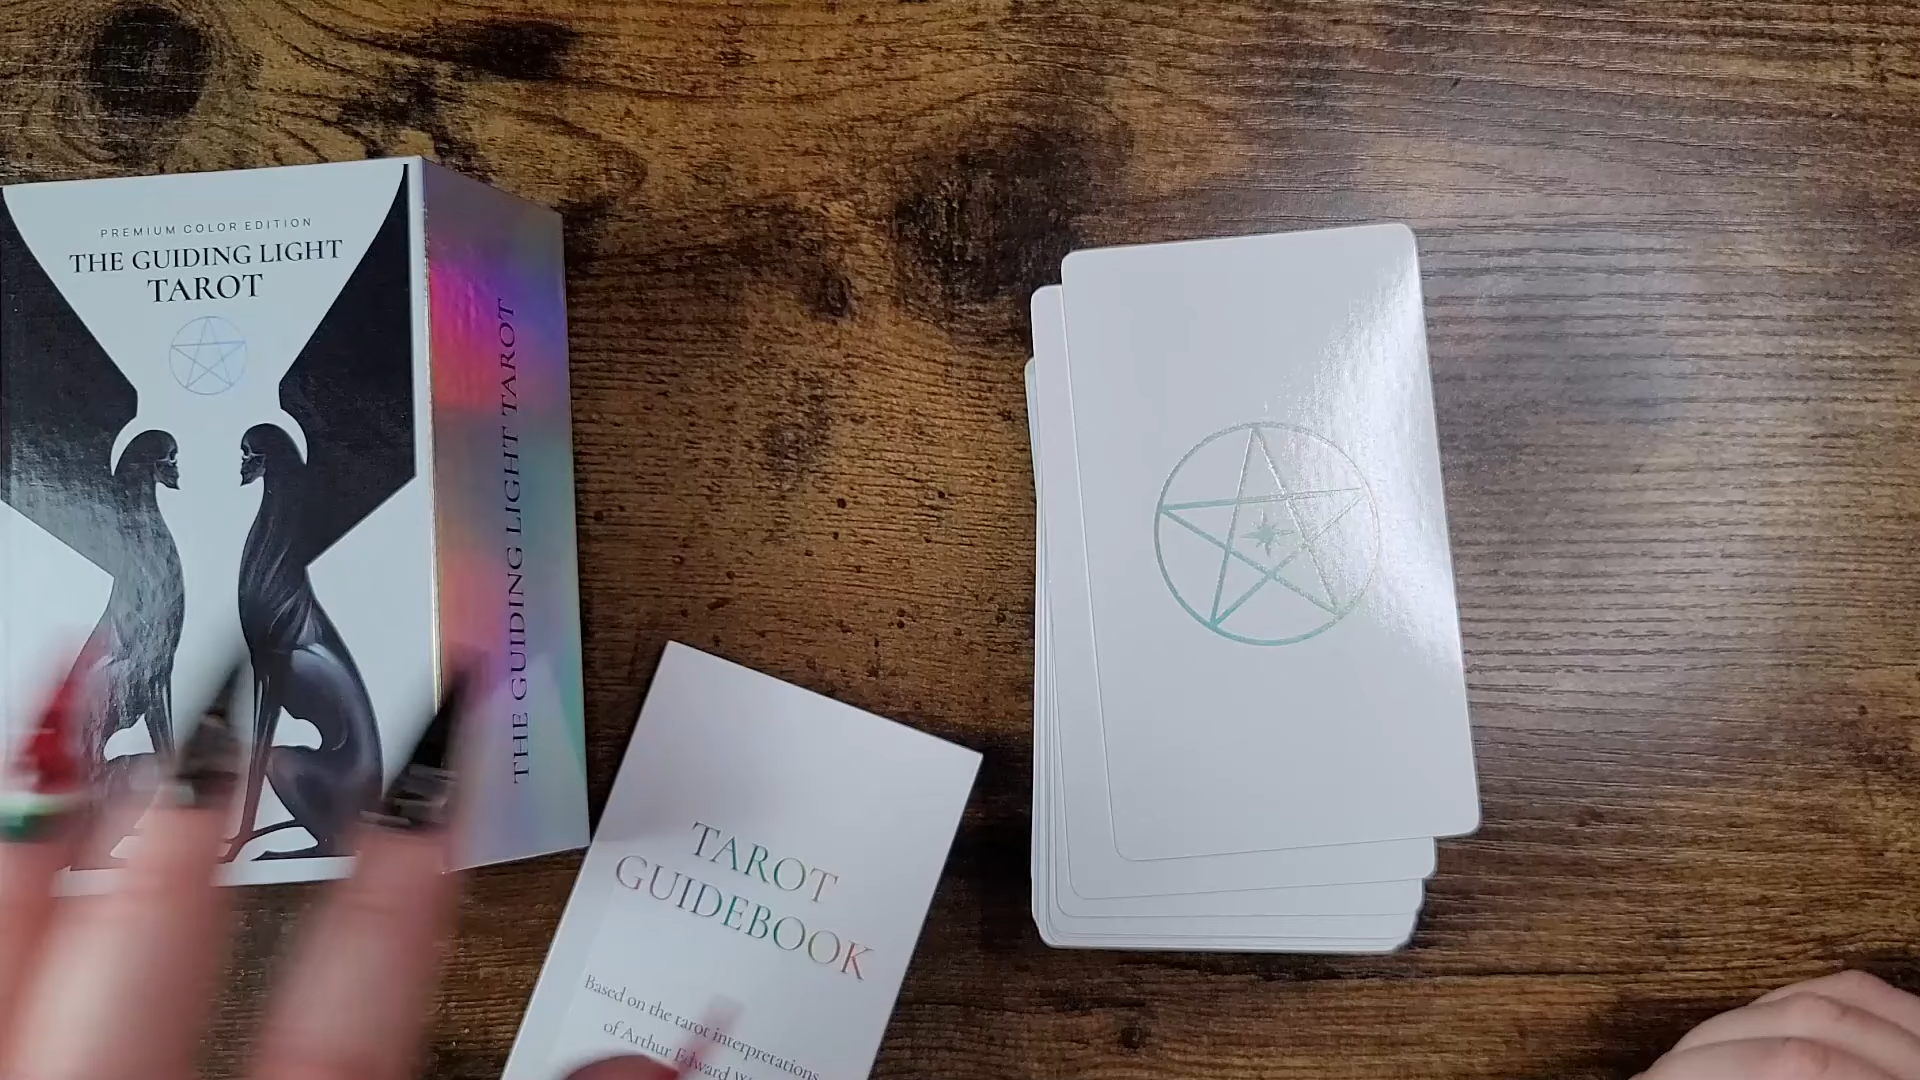 PREMIUM COLOR EDITION
THE GUIDING LIGHT
TAROT
THE GUIDING LIGHT TAROT
TAROT
GUIDEBOOK
Based on the tarot interpretations
of Arthur Edward